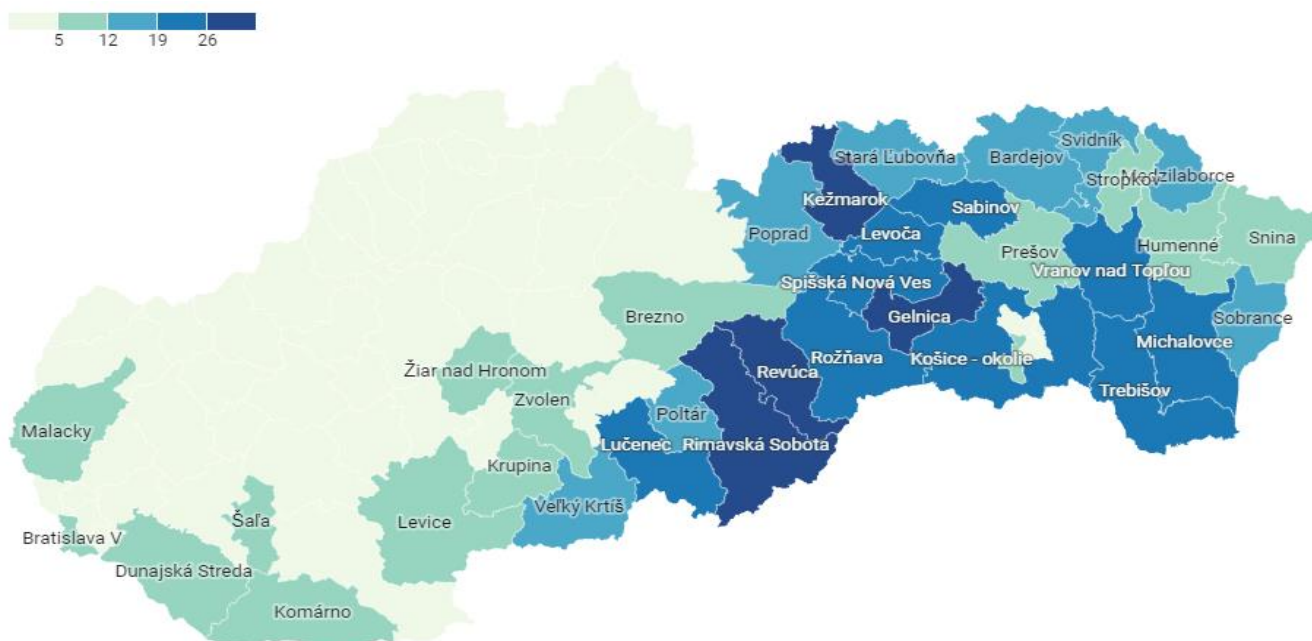 5 12 19 26
Svidník
Stará Ľubovňa
Bardejov
Medzilaborce
Stropkov
Kežmarok
Sabinov
Levoča
Poprad
Prešov
Humenné
Snina
Vranov nad Topľou
Spišská Nová Ves
Brezno
Gelnica
Sobrance
Michalovce
Rožňava
Košice - okolie
Žiar nad Hronom
Revúca
Trebišov
Zvolen
Poltár
Malacky
Lučenec
Rimavská Sobota
Krupina
Veľký Krtíš
Levice
Šaľa
Bratislava V
Dunajská Streda
Komárno